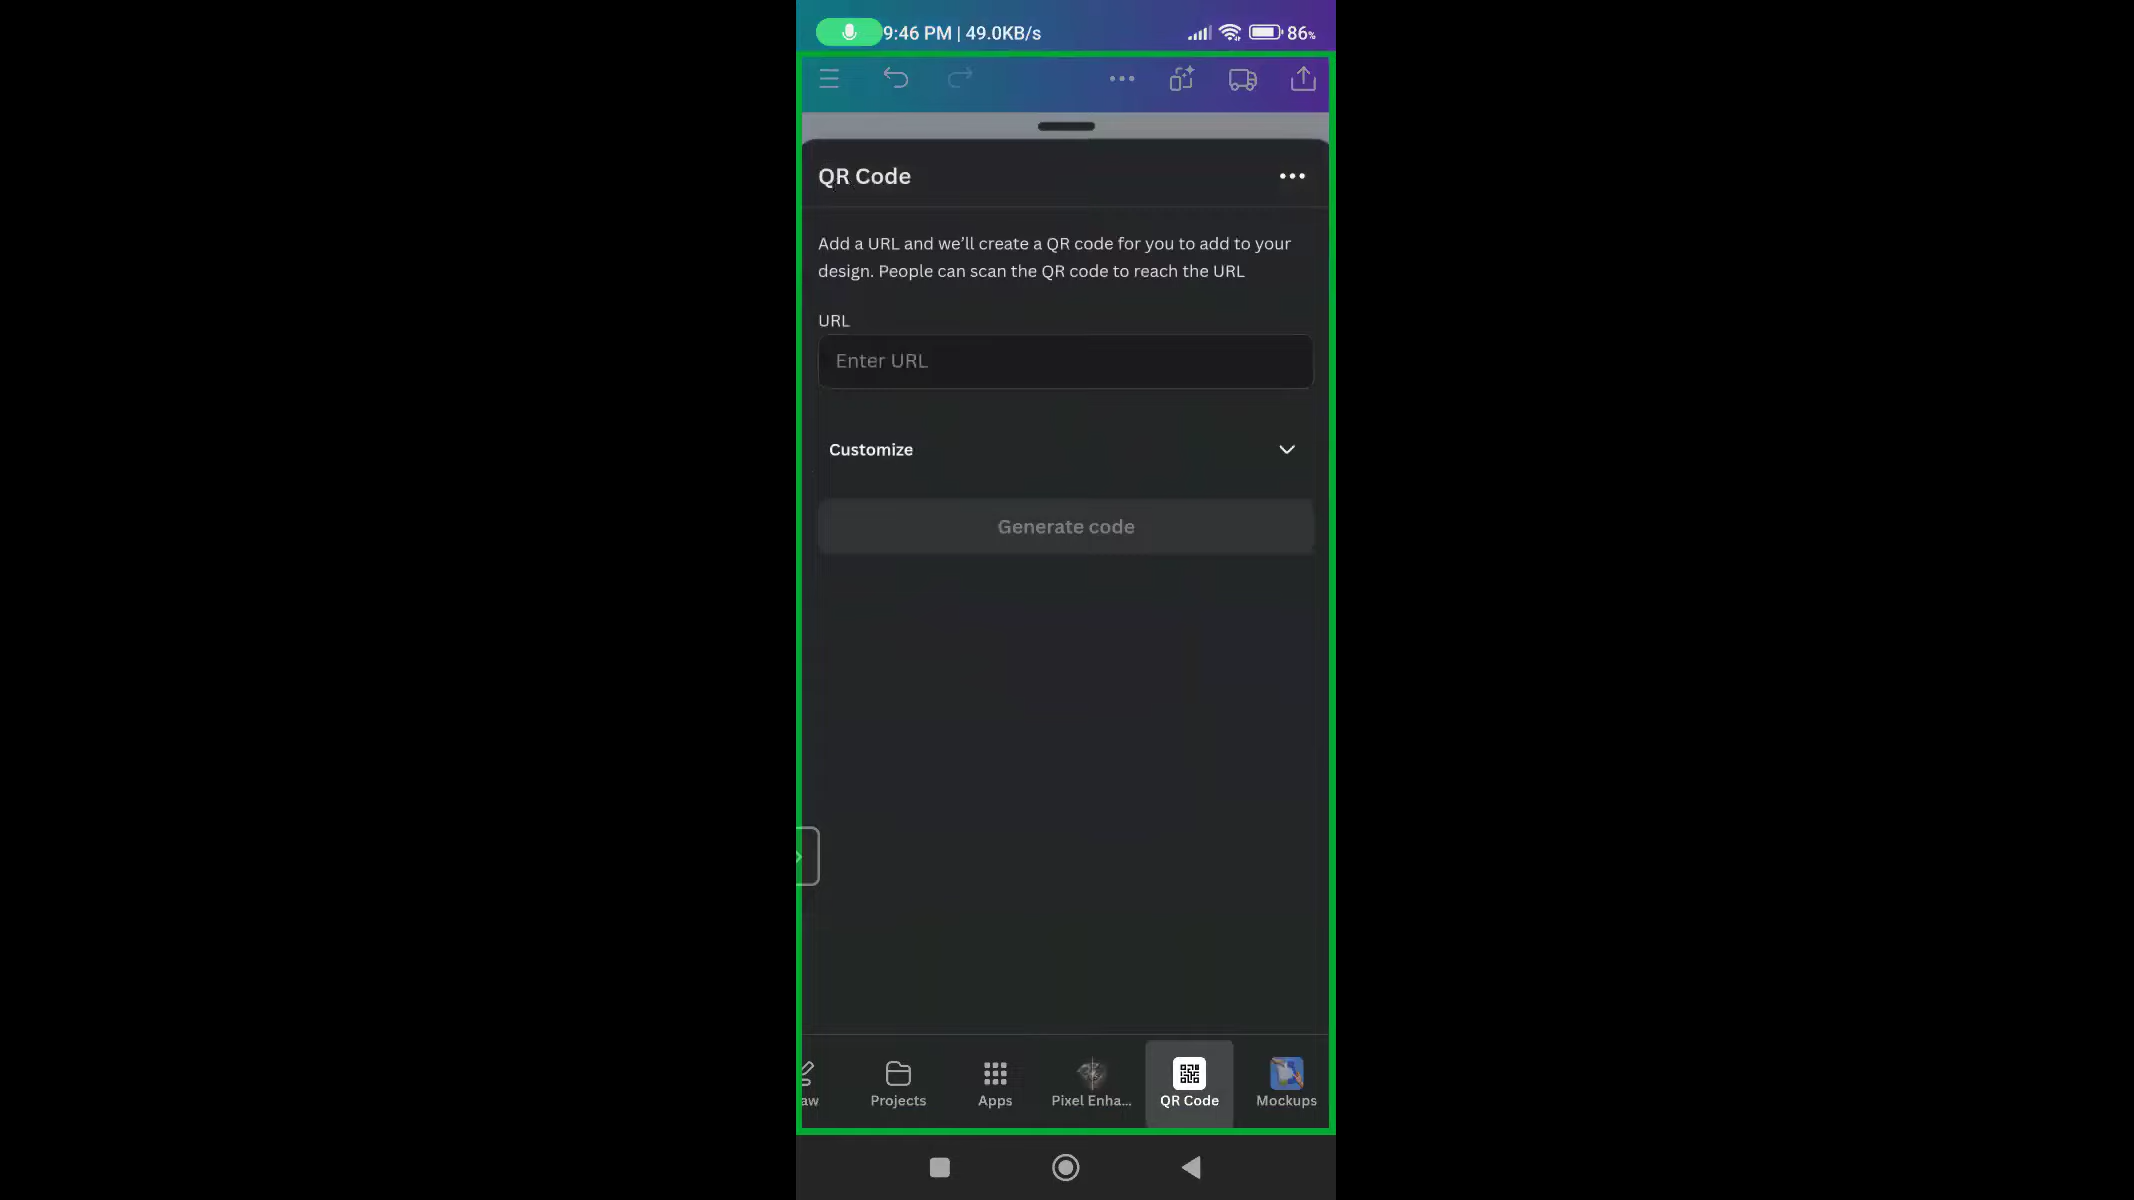 9:46 PM | 49.0KB/s
86%
QR Code
Add a URL and we’ll create a QR code for you to add to your
design. People can scan the QR code to reach the URL
URL
Enter URL
Customize
Generate code
aw
Projects
Apps
Pixel Enha...
QR Code
Mockups